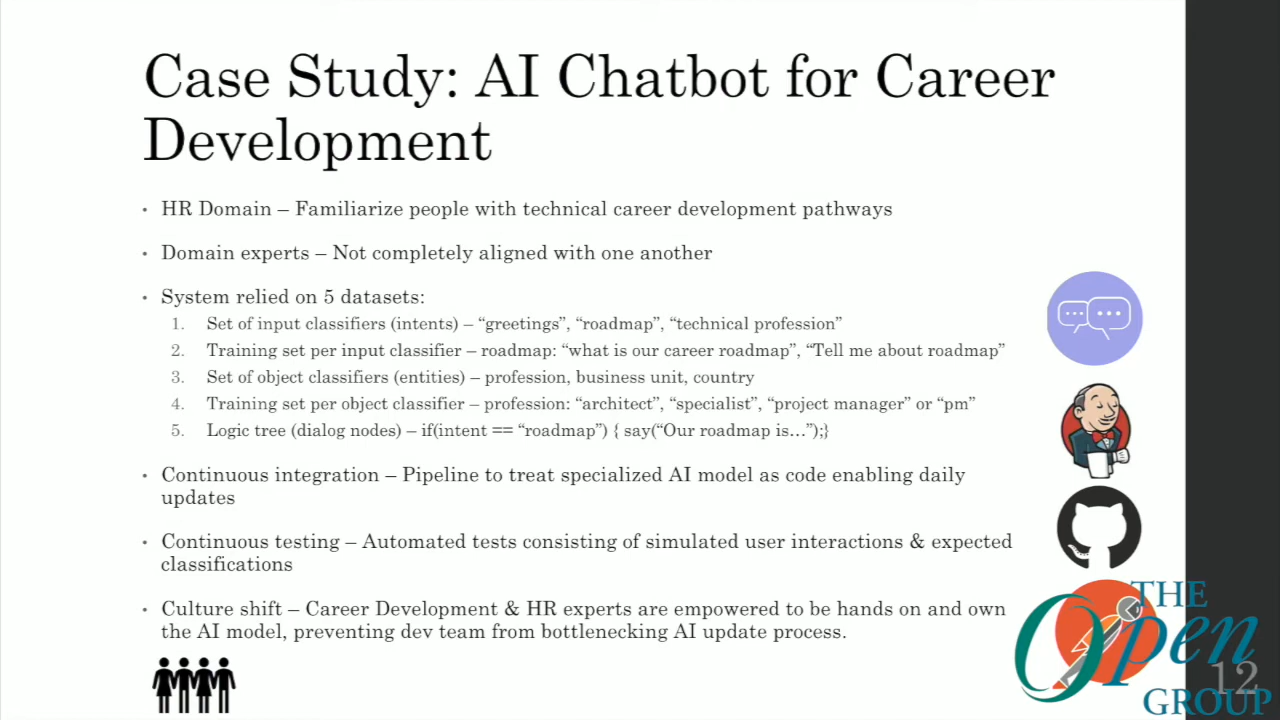 Case Study: AI Chatbot for Career
Development
• HR Domain – Familiarize people with technical career development pathways
• Domain experts – Not completely aligned with one another
• System relied on 5 datasets:
1. Set of input classifiers (intents) – “greetings”, “roadmap”, “technical profession”
2. Training set per input classifier – roadmap: “what is our career roadmap”, “Tell me about roadmap”
3. Set of object classifiers (entities) – profession, business unit, country
4. Training set per object classifier – profession: “architect”, “specialist”, “project manager” or “pm”
5. Logic tree (dialog nodes) – if(intent == “roadmap”) { say(“Our roadmap is…”);}
• Continuous integration – Pipeline to treat specialized AI model as code enabling daily
updates
• Continuous testing – Automated tests consisting of simulated user interactions & expected
classifications
• Culture shift – Career Development & HR experts are empowered to be hands on and own
the AI model, preventing dev team from bottlenecking AI update process.
THE
Open
GROUP
12